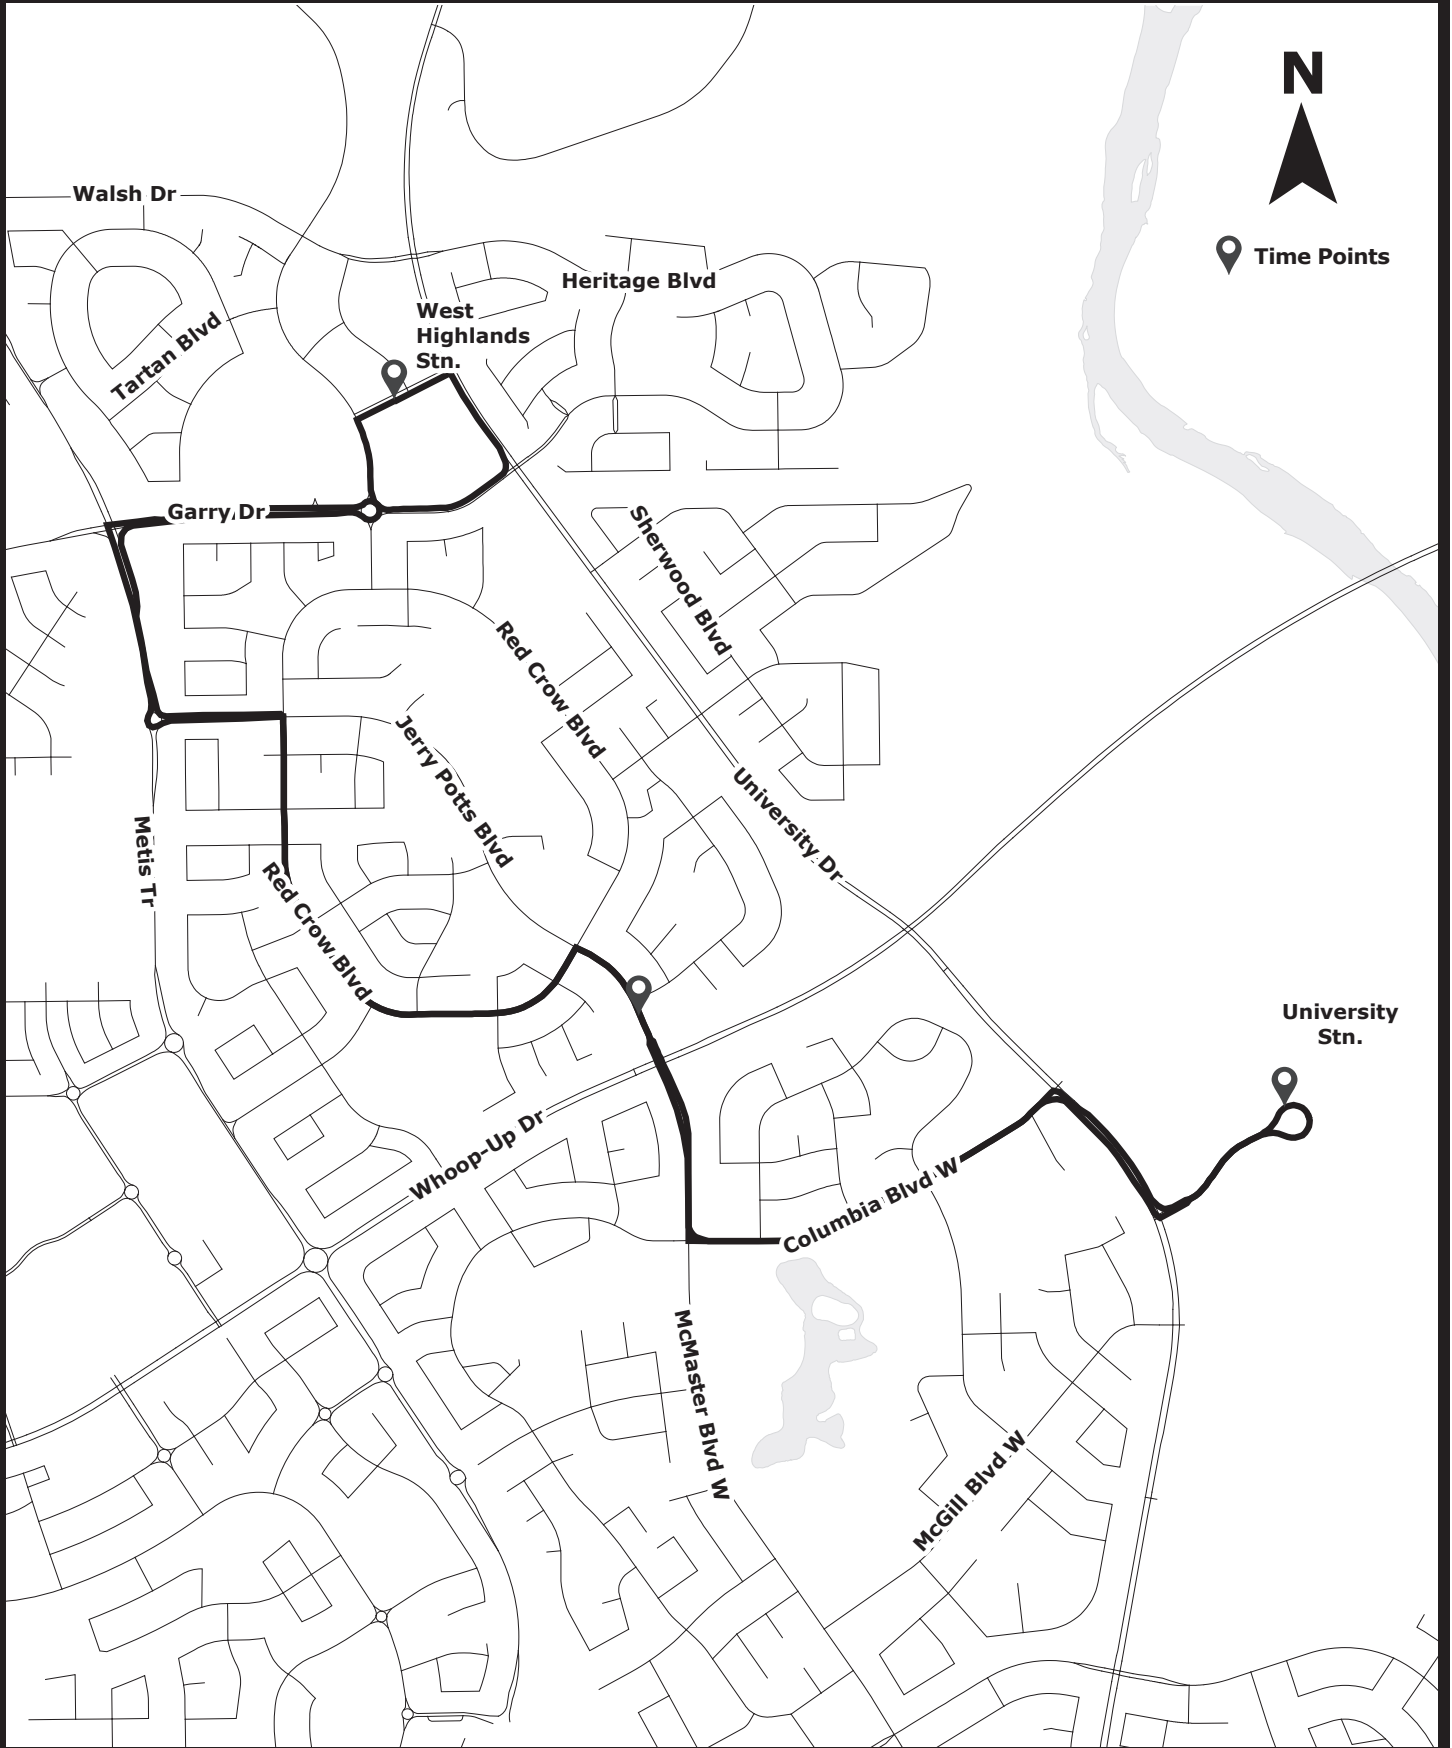 N
Time Points
Walsh Dr
Heritage Blvd
West
Highlands
Stn.
Tartan Blvd
Garry Dr
Sherwood Blvd
Red Crow Blvd
Jerry Potts Blvd
University Dr
Metis Tr
Red Crow Blvd
University
Stn.
Whoop-Up Dr
Columbia Blvd W
McMaster Blvd W
McGill Blvd W